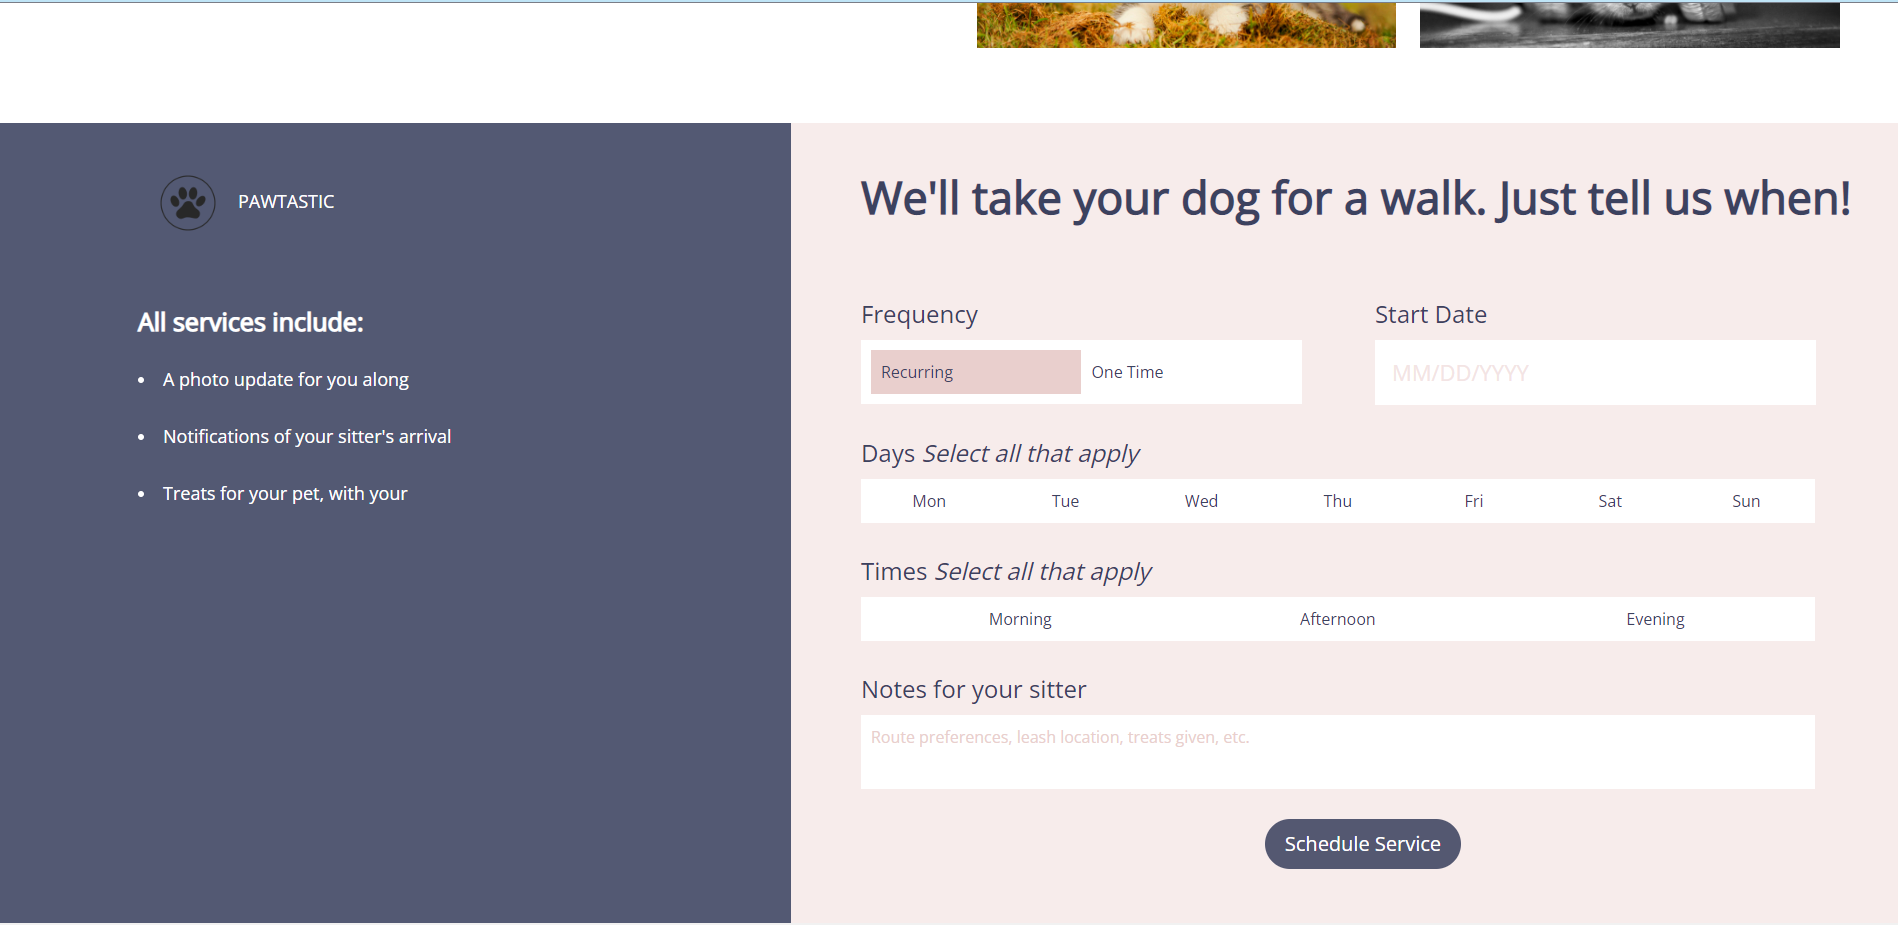 PAWTASTIC
All services include:
A photo update for you along
Notifications of your sitter's arrival
Treats for your pet, with your
We'll take your dog for a walk. Just tell us when!
Frequency
Recurring One Time
Start Date
MM/DD/YYYY
Days Select all that apply
Mon Tue Wed Thu Fri Sat Sun
Times Select all that apply
Morning Afternoon Evening
Notes for your sitter
Route preferences, leash location, treats given, etc.
Schedule Service